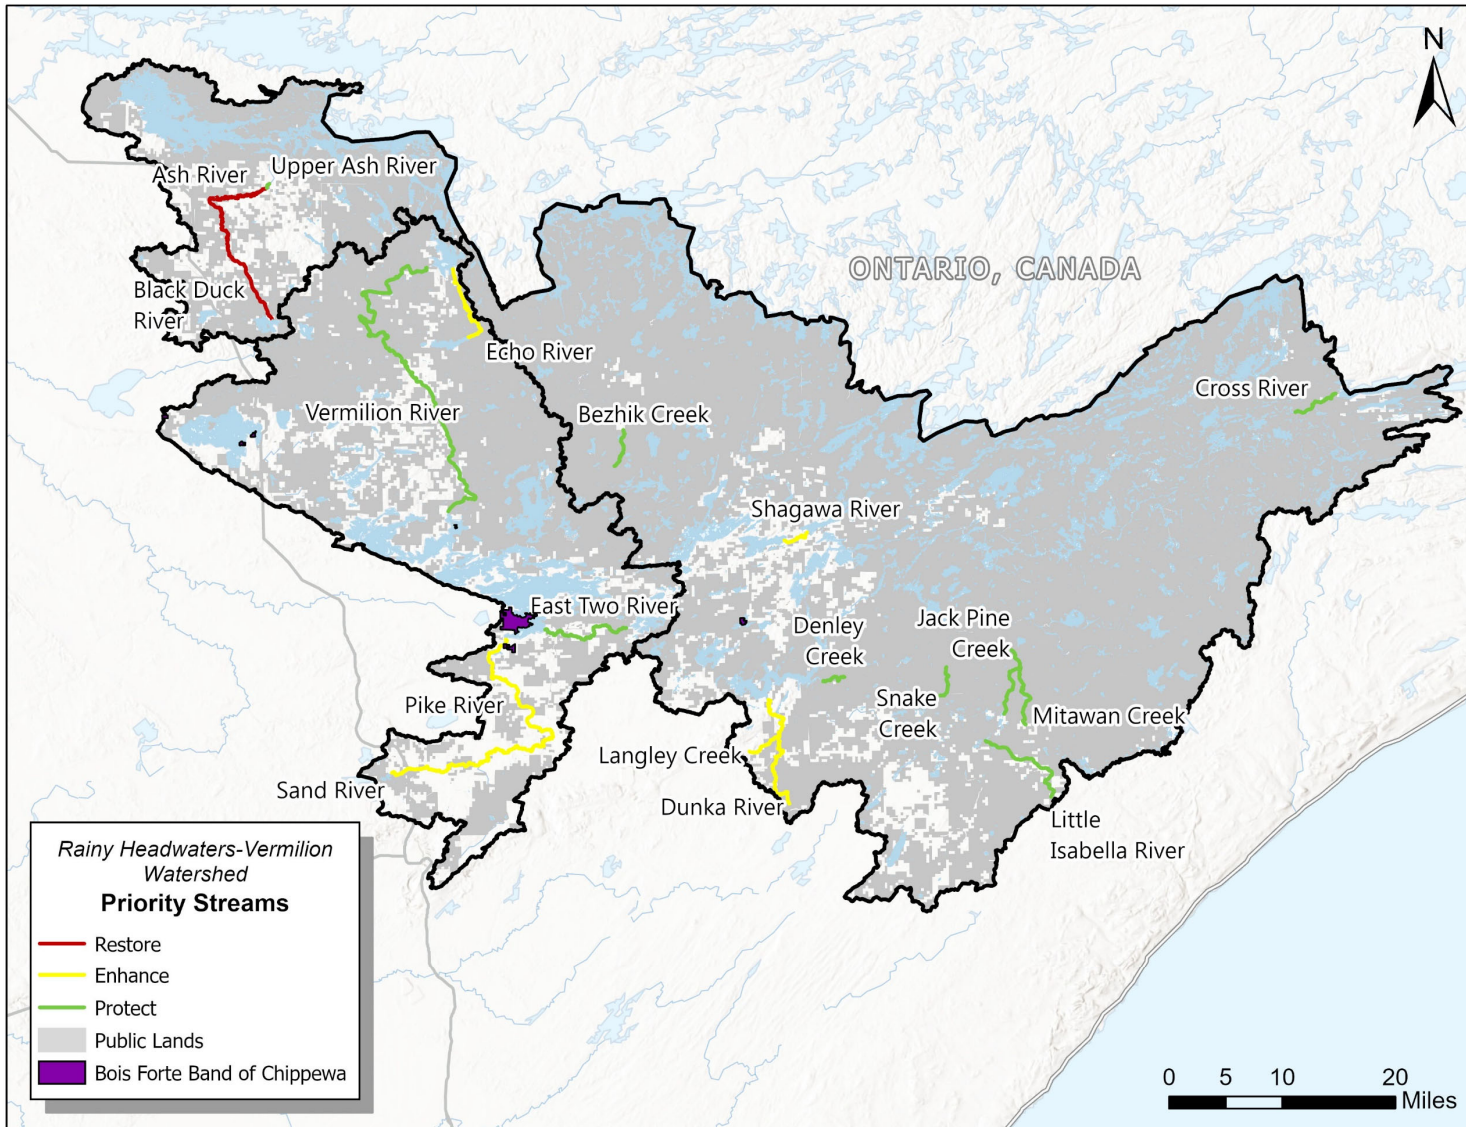 N
Ash River
Upper Ash River
ONTARIO, CANADA
Black Duck
River
Echo River
Cross River
Vermilion River
Bezhik Creek
Shagawa River
East Two River
Denley
Creek
Jack Pine
Creek
Pike River
Snake
Creek
Mitawan Creek
Langley Creek
Sand River
Dunka River
Little
Isabella River
Rainy Headwaters-Vermilion
Watershed
Priority Streams
Restore
Enhance
Protect
Public Lands
Bois Forte Band of Chippewa
0 5 10 20
Miles